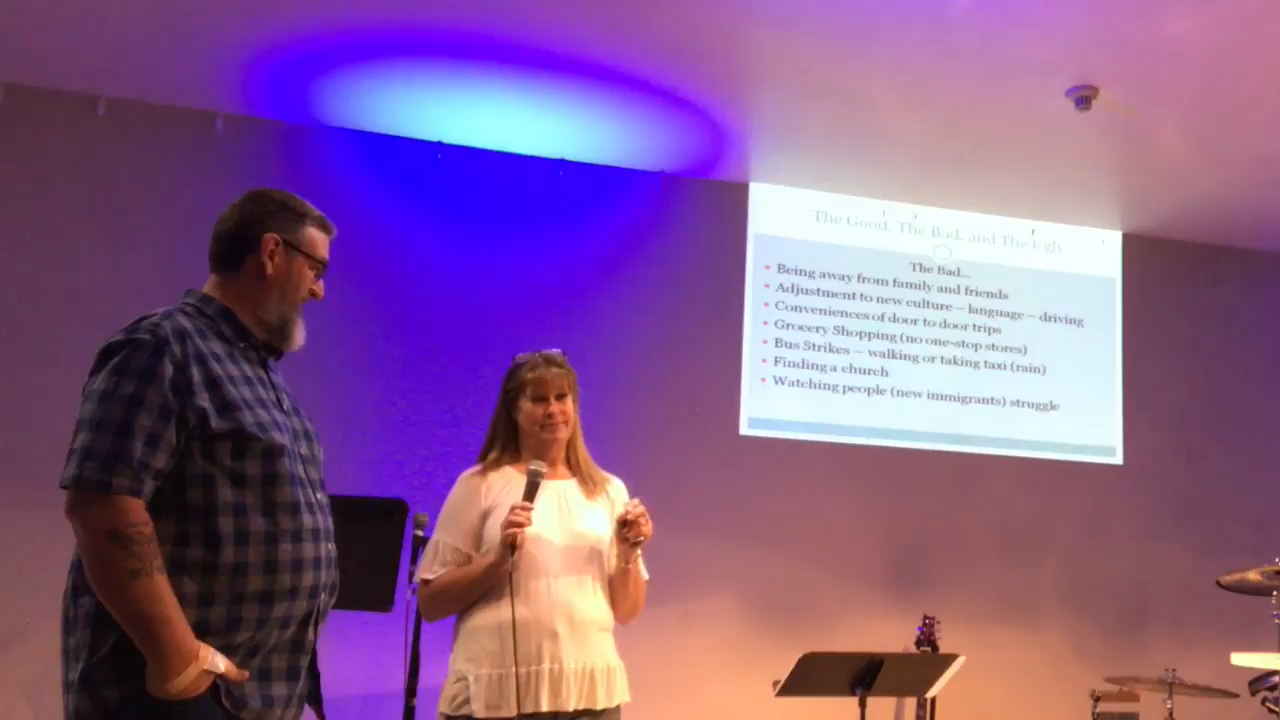 The Good, The Bad, and The Ugly
The Bad...
• Being away from family and friends
• Adjustment to new culture – language – driving
• Conveniences of door to door trips
• Grocery Shopping (no one-stop stores)
• Bus Strikes – walking or taking taxi (rain)
• Finding a church
• Watching people (new immigrants) struggle